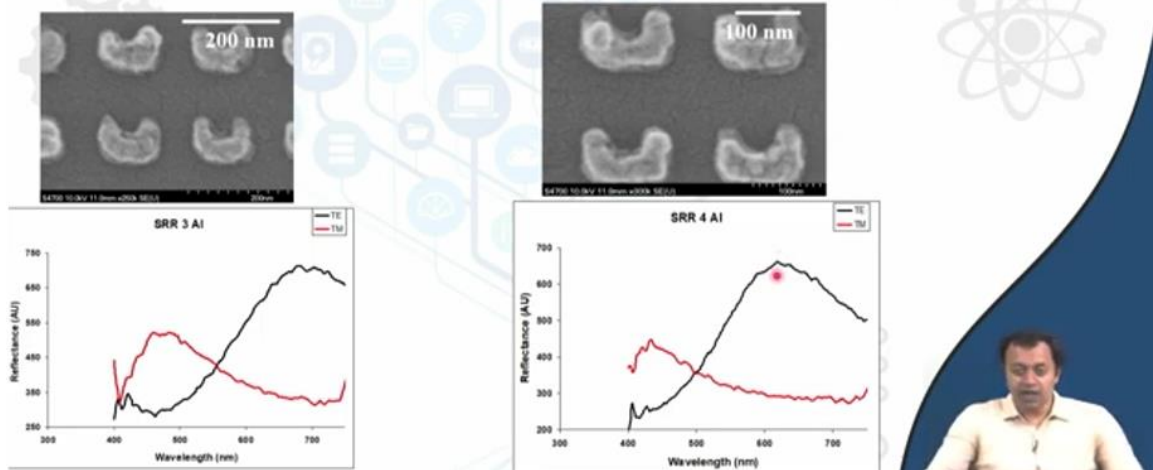 200 nm
100 nm
S4700 10.0kV 11.0mm x250k SE(U)
200nm
S4700 10.0kV 11.0mm x300k SE(U)
100nm
SRR 3 Al
TE
TM
750
650
550
450
350
250
Reflectance (AU)
300
400
500
600
700
Wavelength (nm)
SRR 4 Al
TE
TM
700
600
500
400
300
200
Reflectance (AU)
300
400
500
600
700
Wavelength (nm)